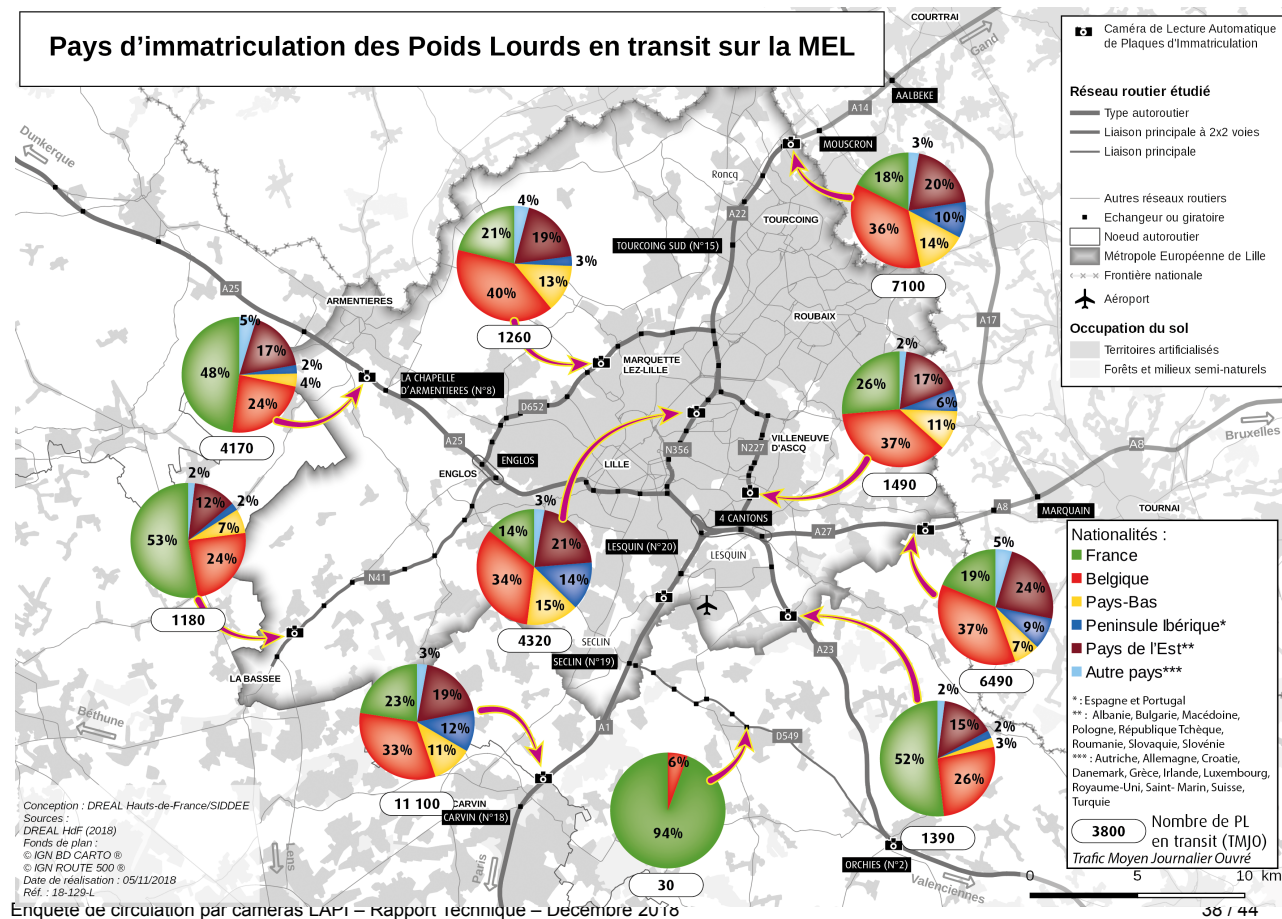 Pays d'immatriculation des Poids Lourds en transit sur la MEL
COURTRAI
Gand
AALBEKE
A14
MOUSCRON
Roncq
A22
TOURCOING
TOURCOING SUD (N°15)
ROUBAIX
A17
Dunkerque
A25
ARMENTIERES
LA CHAPELLE
D'ARMENTIERES (N°8)
MARQUETTE
LEZ-LILLE
D652
A25
ENGLOS
ENGLOS
LILLE
N356
N227
VILLENEUVE
D'ASCQ
4 CANTONS
LESQUIN (N°20)
LESQUIN
A27
A8
MARQUAIN
TOURNAI
A8
Bruxelles
N41
LA BASSEE
Béthune
SECLIN
SECLIN (N°19)
A1
D549
A23
CARVIN
CARVIN (N°18)
Lens
Paris
ORCHIES (N°2)
Valenciennes
3%
20%
10%
14%
36%
18%
7100
4%
19%
3%
13%
40%
21%
1260
5%
17%
2%
4%
24%
48%
4170
2%
17%
6%
11%
37%
26%
1490
2%
12%
2%
7%
24%
53%
1180
3%
21%
14%
15%
34%
14%
4320
5%
24%
9%
7%
37%
19%
6490
3%
19%
12%
11%
33%
23%
11 100
6%
94%
30
2%
15%
2%
3%
26%
52%
1390
Caméra de Lecture Automatique
de Plaques d'Immatriculation
Réseau routier étudié
Type autoroutier
Liaison principale à 2x2 voies
Liaison principale
Autres réseaux routiers
Echangeur ou giratoire
Noeud autoroutier
Métropole Européenne de Lille
Frontière nationale
Aéroport
Occupation du sol
Territoires artificialisés
Forêts et milieux semi-naturels
Nationalités :
France
Belgique
Pays-Bas
Peninsule Ibérique*
Pays de l'Est**
Autre pays***
* : Espagne et Portugal
** : Albanie, Bulgarie, Macédoine,
Pologne, République Tchèque,
Roumanie, Slovaquie, Slovénie
*** : Autriche, Allemagne, Croatie,
Danemark, Grèce, Irlande, Luxembourg,
Royaume-Uni, Saint- Marin, Suisse,
Turquie
3800
Nombre de PL
en transit (TMJO)
Trafic Moyen Journalier Ouvré
0 5 10 km
Conception : DREAL Hauts-de-France/SIDDEE
Sources :
DREAL HdF (2018)
Fonds de plan :
© IGN BD CARTO ®
© IGN ROUTE 500 ®
Date de réalisation : 05/11/2018
Réf. : 18-129-L
Enquête de circulation par caméras LAPI – Rapport Technique – Décembre 2018
38 / 44